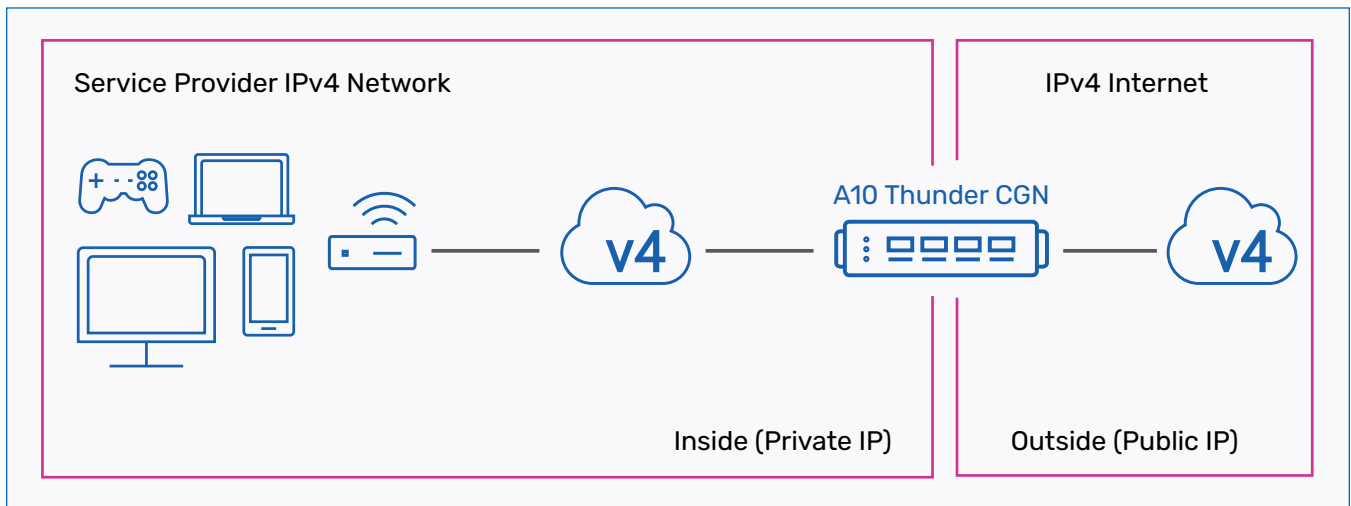 Service Provider IPv4 Network
IPv4 Internet
A10 Thunder CGN
v4
v4
Inside (Private IP)
Outside (Public IP)